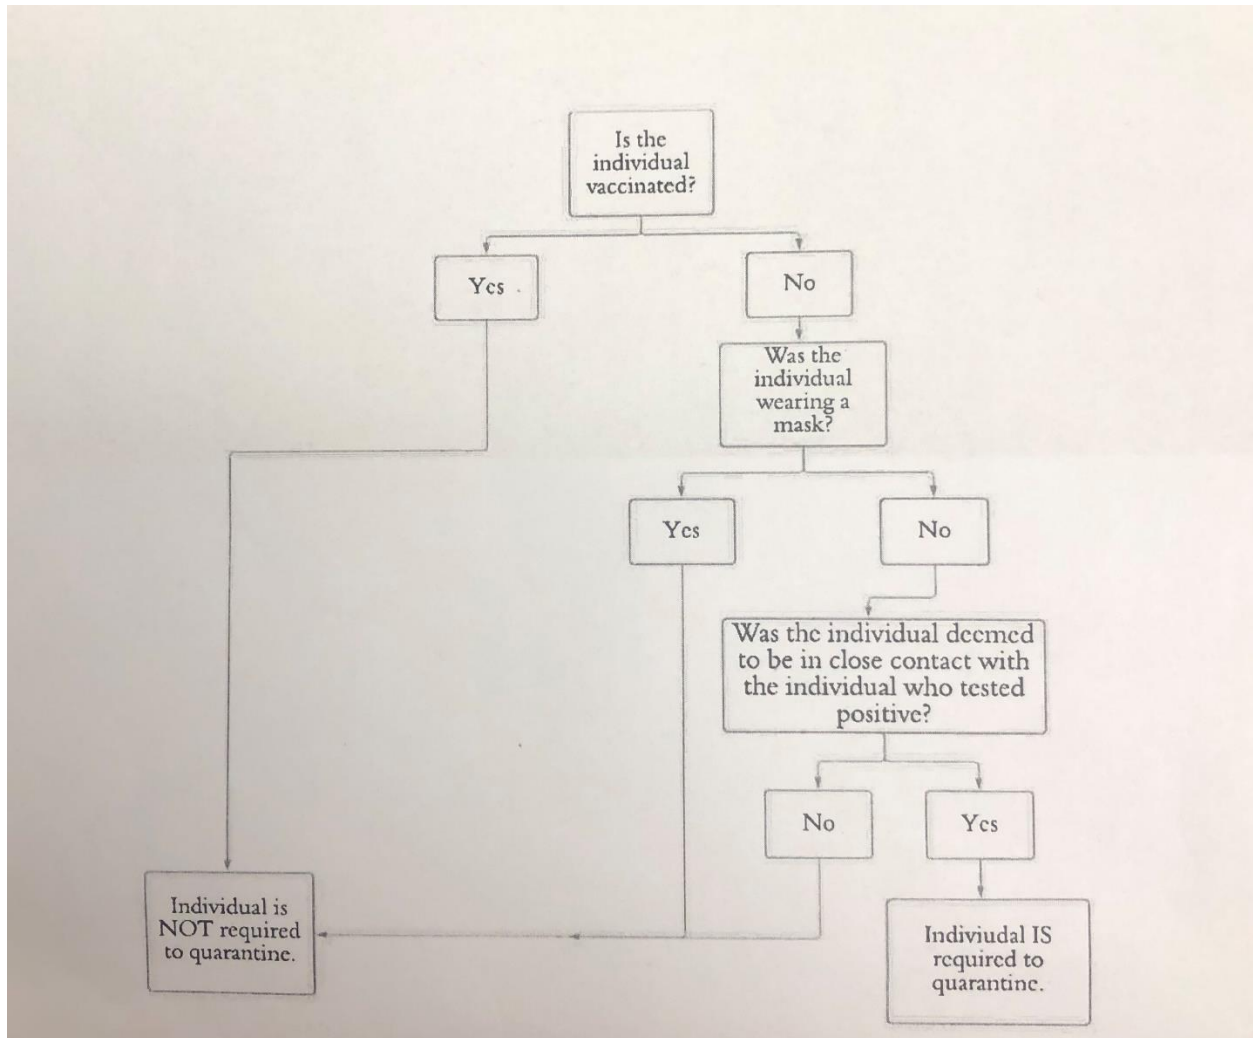 Is the
individual
vaccinated?
Yes
No
Was the
individual
wearing a
mask?
Yes
No
Was the individual deemed
to be in close contact with
the individual who tested
positive?
No
Yes
Individual is
NOT required
to quarantine.
Indiviudal IS
required to
quarantine.